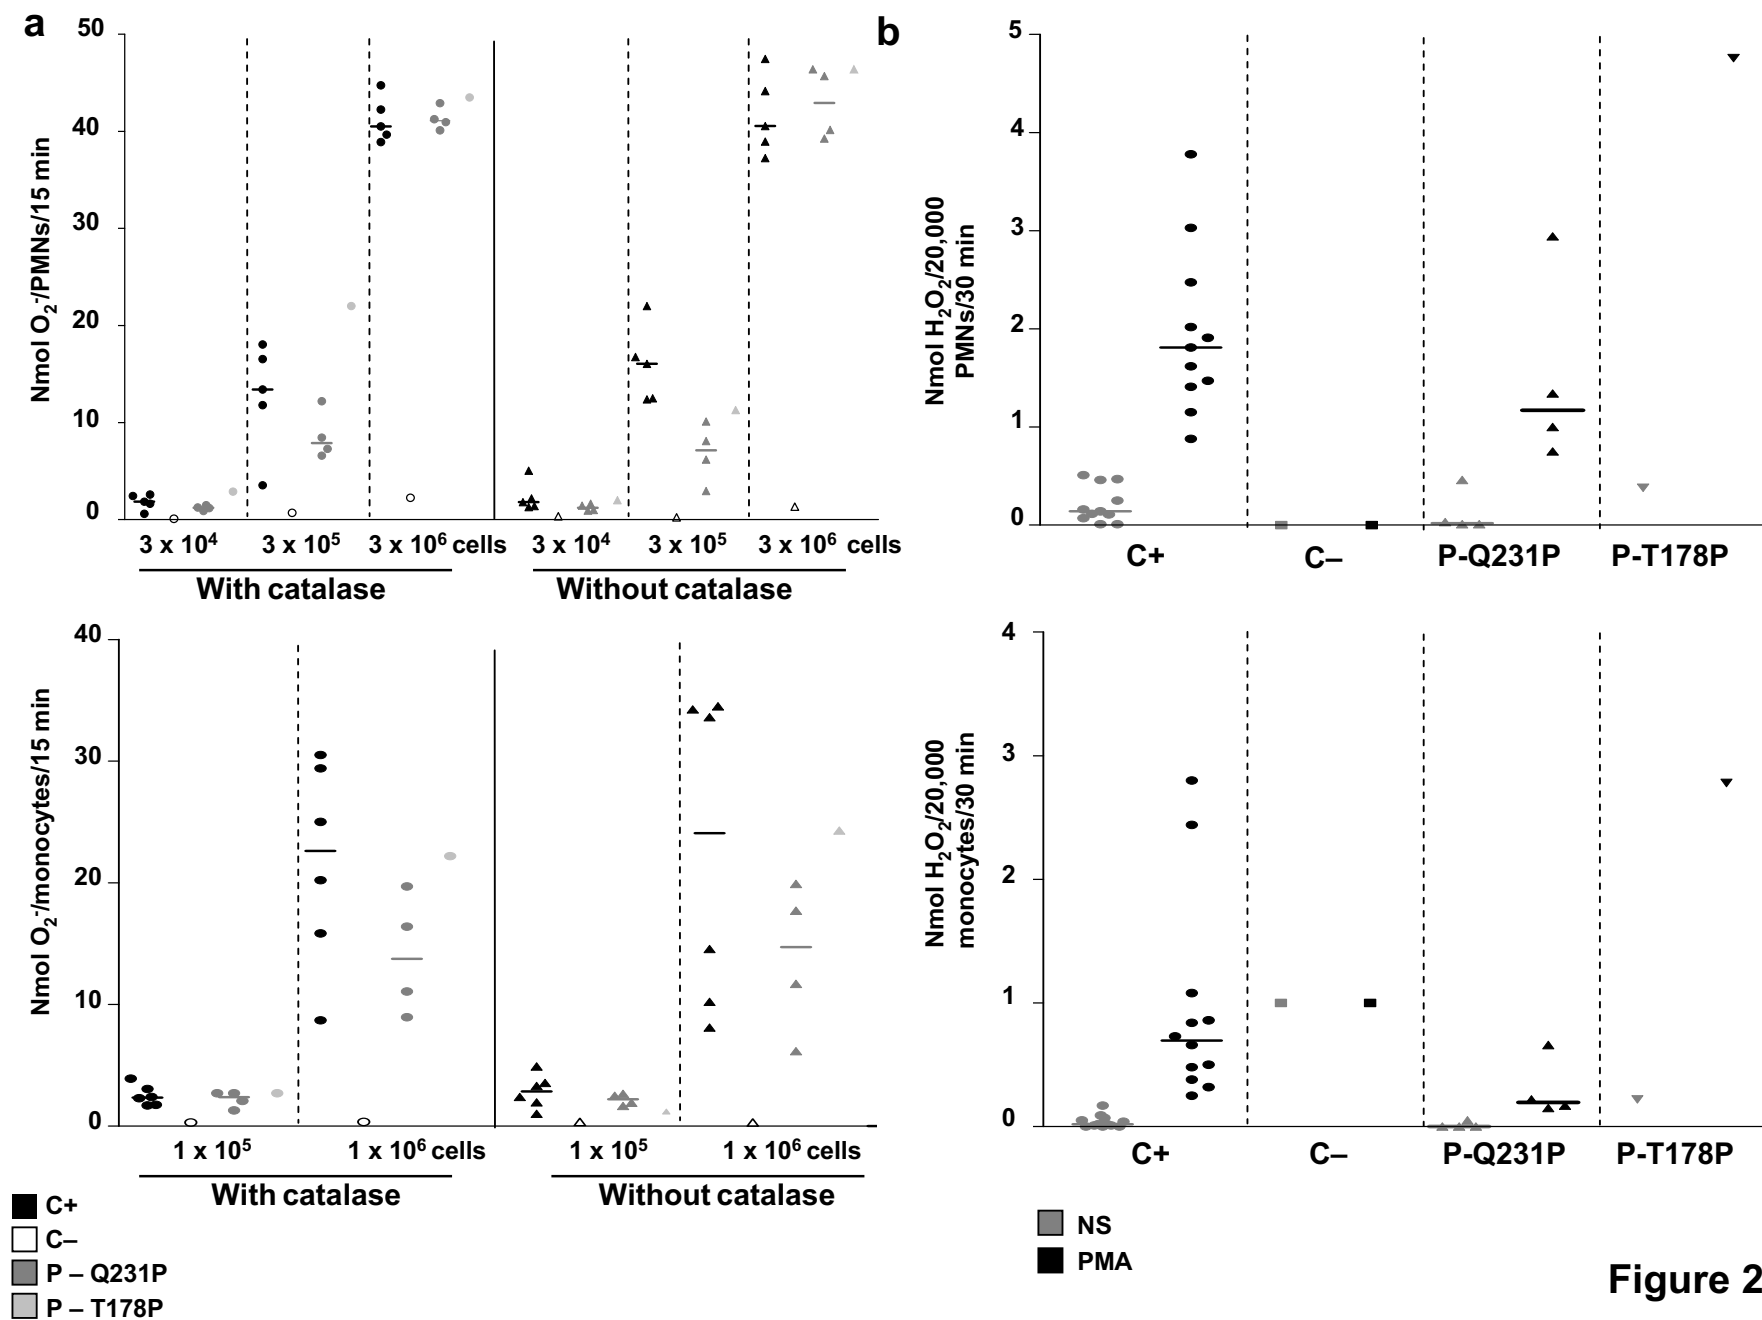 a
Nmol O₂⁻/PMNs/15 min
50
40
30
20
10
0
3 x 10⁴ 3 x 10⁵ 3 x 10⁶ cells 3 x 10⁴ 3 x 10⁵ 3 x 10⁶ cells
With catalase Without catalase
Nmol O₂⁻/monocytes/15 min
40
30
20
10
0
1 x 10⁵ 1 x 10⁶ cells 1 x 10⁵ 1 x 10⁶ cells
With catalase Without catalase
C+
C–
P – Q231P
P – T178P
b
Nmol H₂O₂/20,000
PMNs/30 min
5
4
3
2
1
0
C+ C– P-Q231P P-T178P
Nmol H₂O₂/20,000
monocytes/30 min
4
3
2
1
0
C+ C– P-Q231P P-T178P
NS
PMA
Figure 2